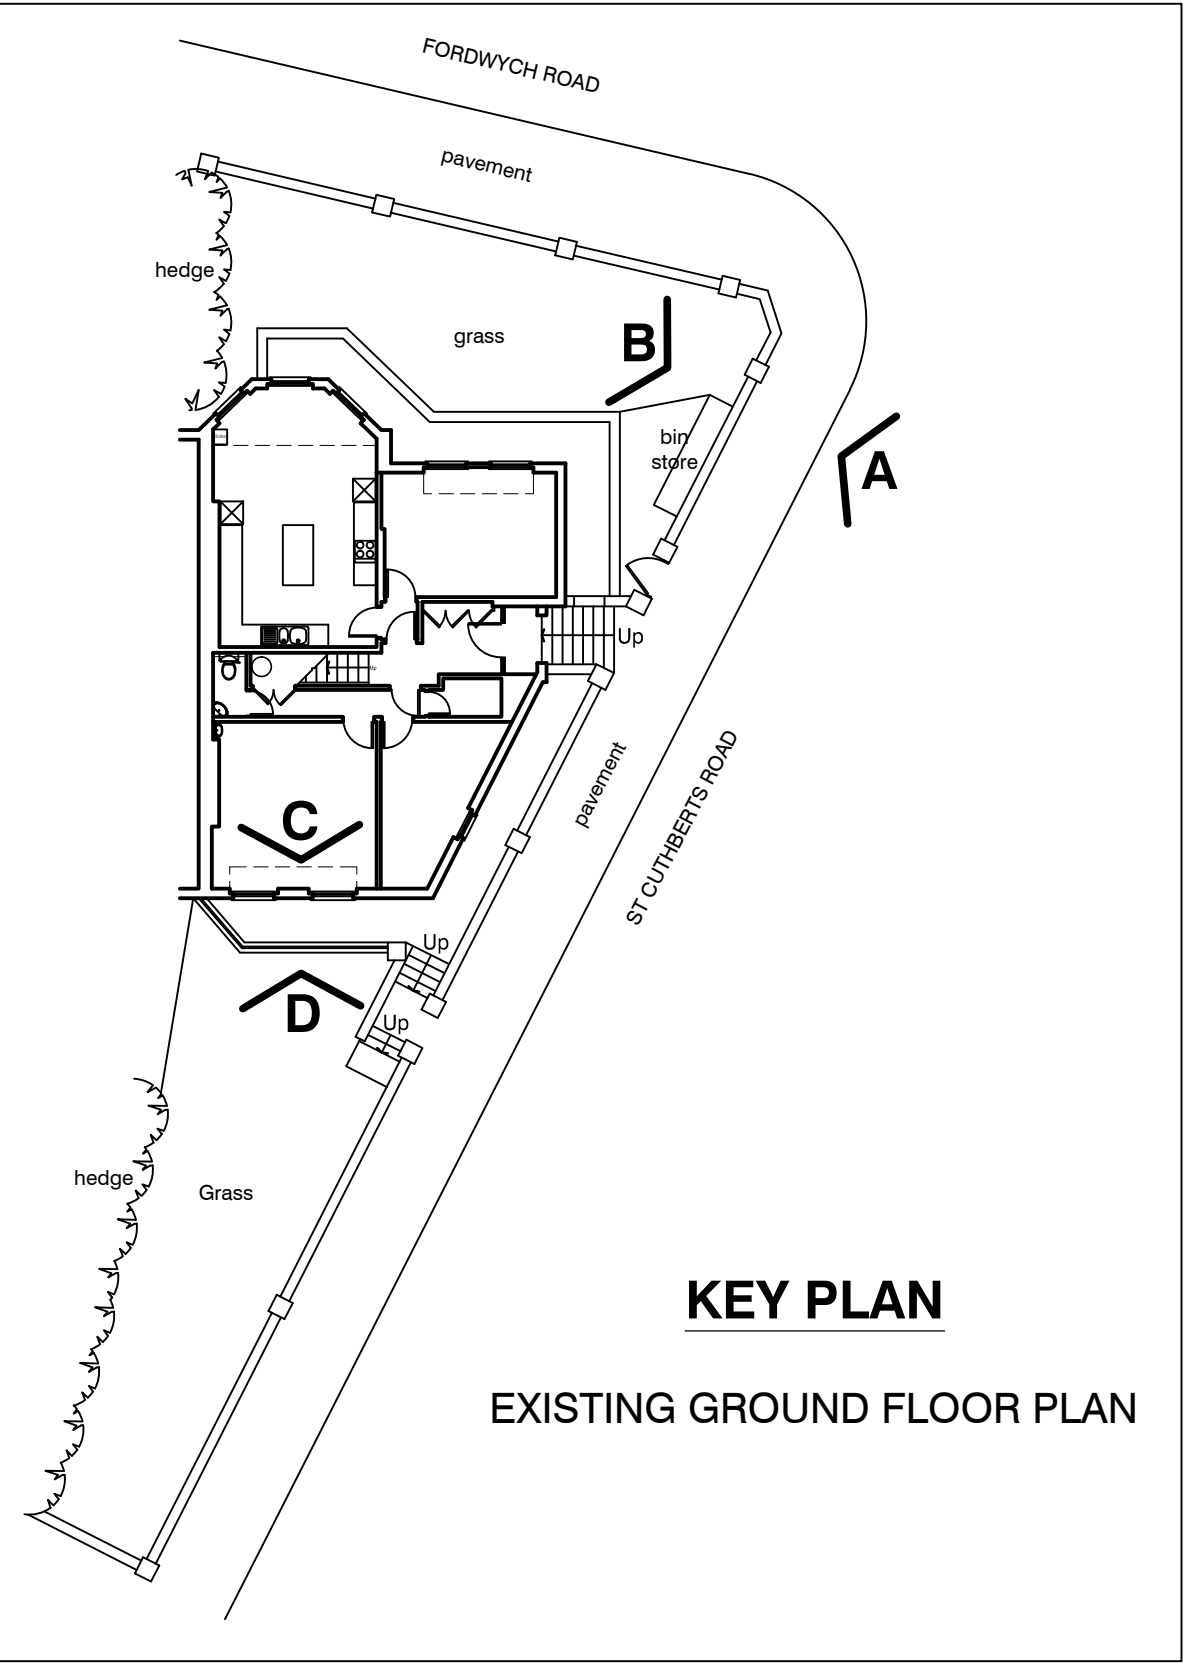 FORDWYCH ROAD
pavement
hedge
grass
B
bin
store
A
Up
Up
pavement
ST CUTHBERTS ROAD
C
Up
D
Up
hedge
Grass
KEY PLAN
EXISTING GROUND FLOOR PLAN